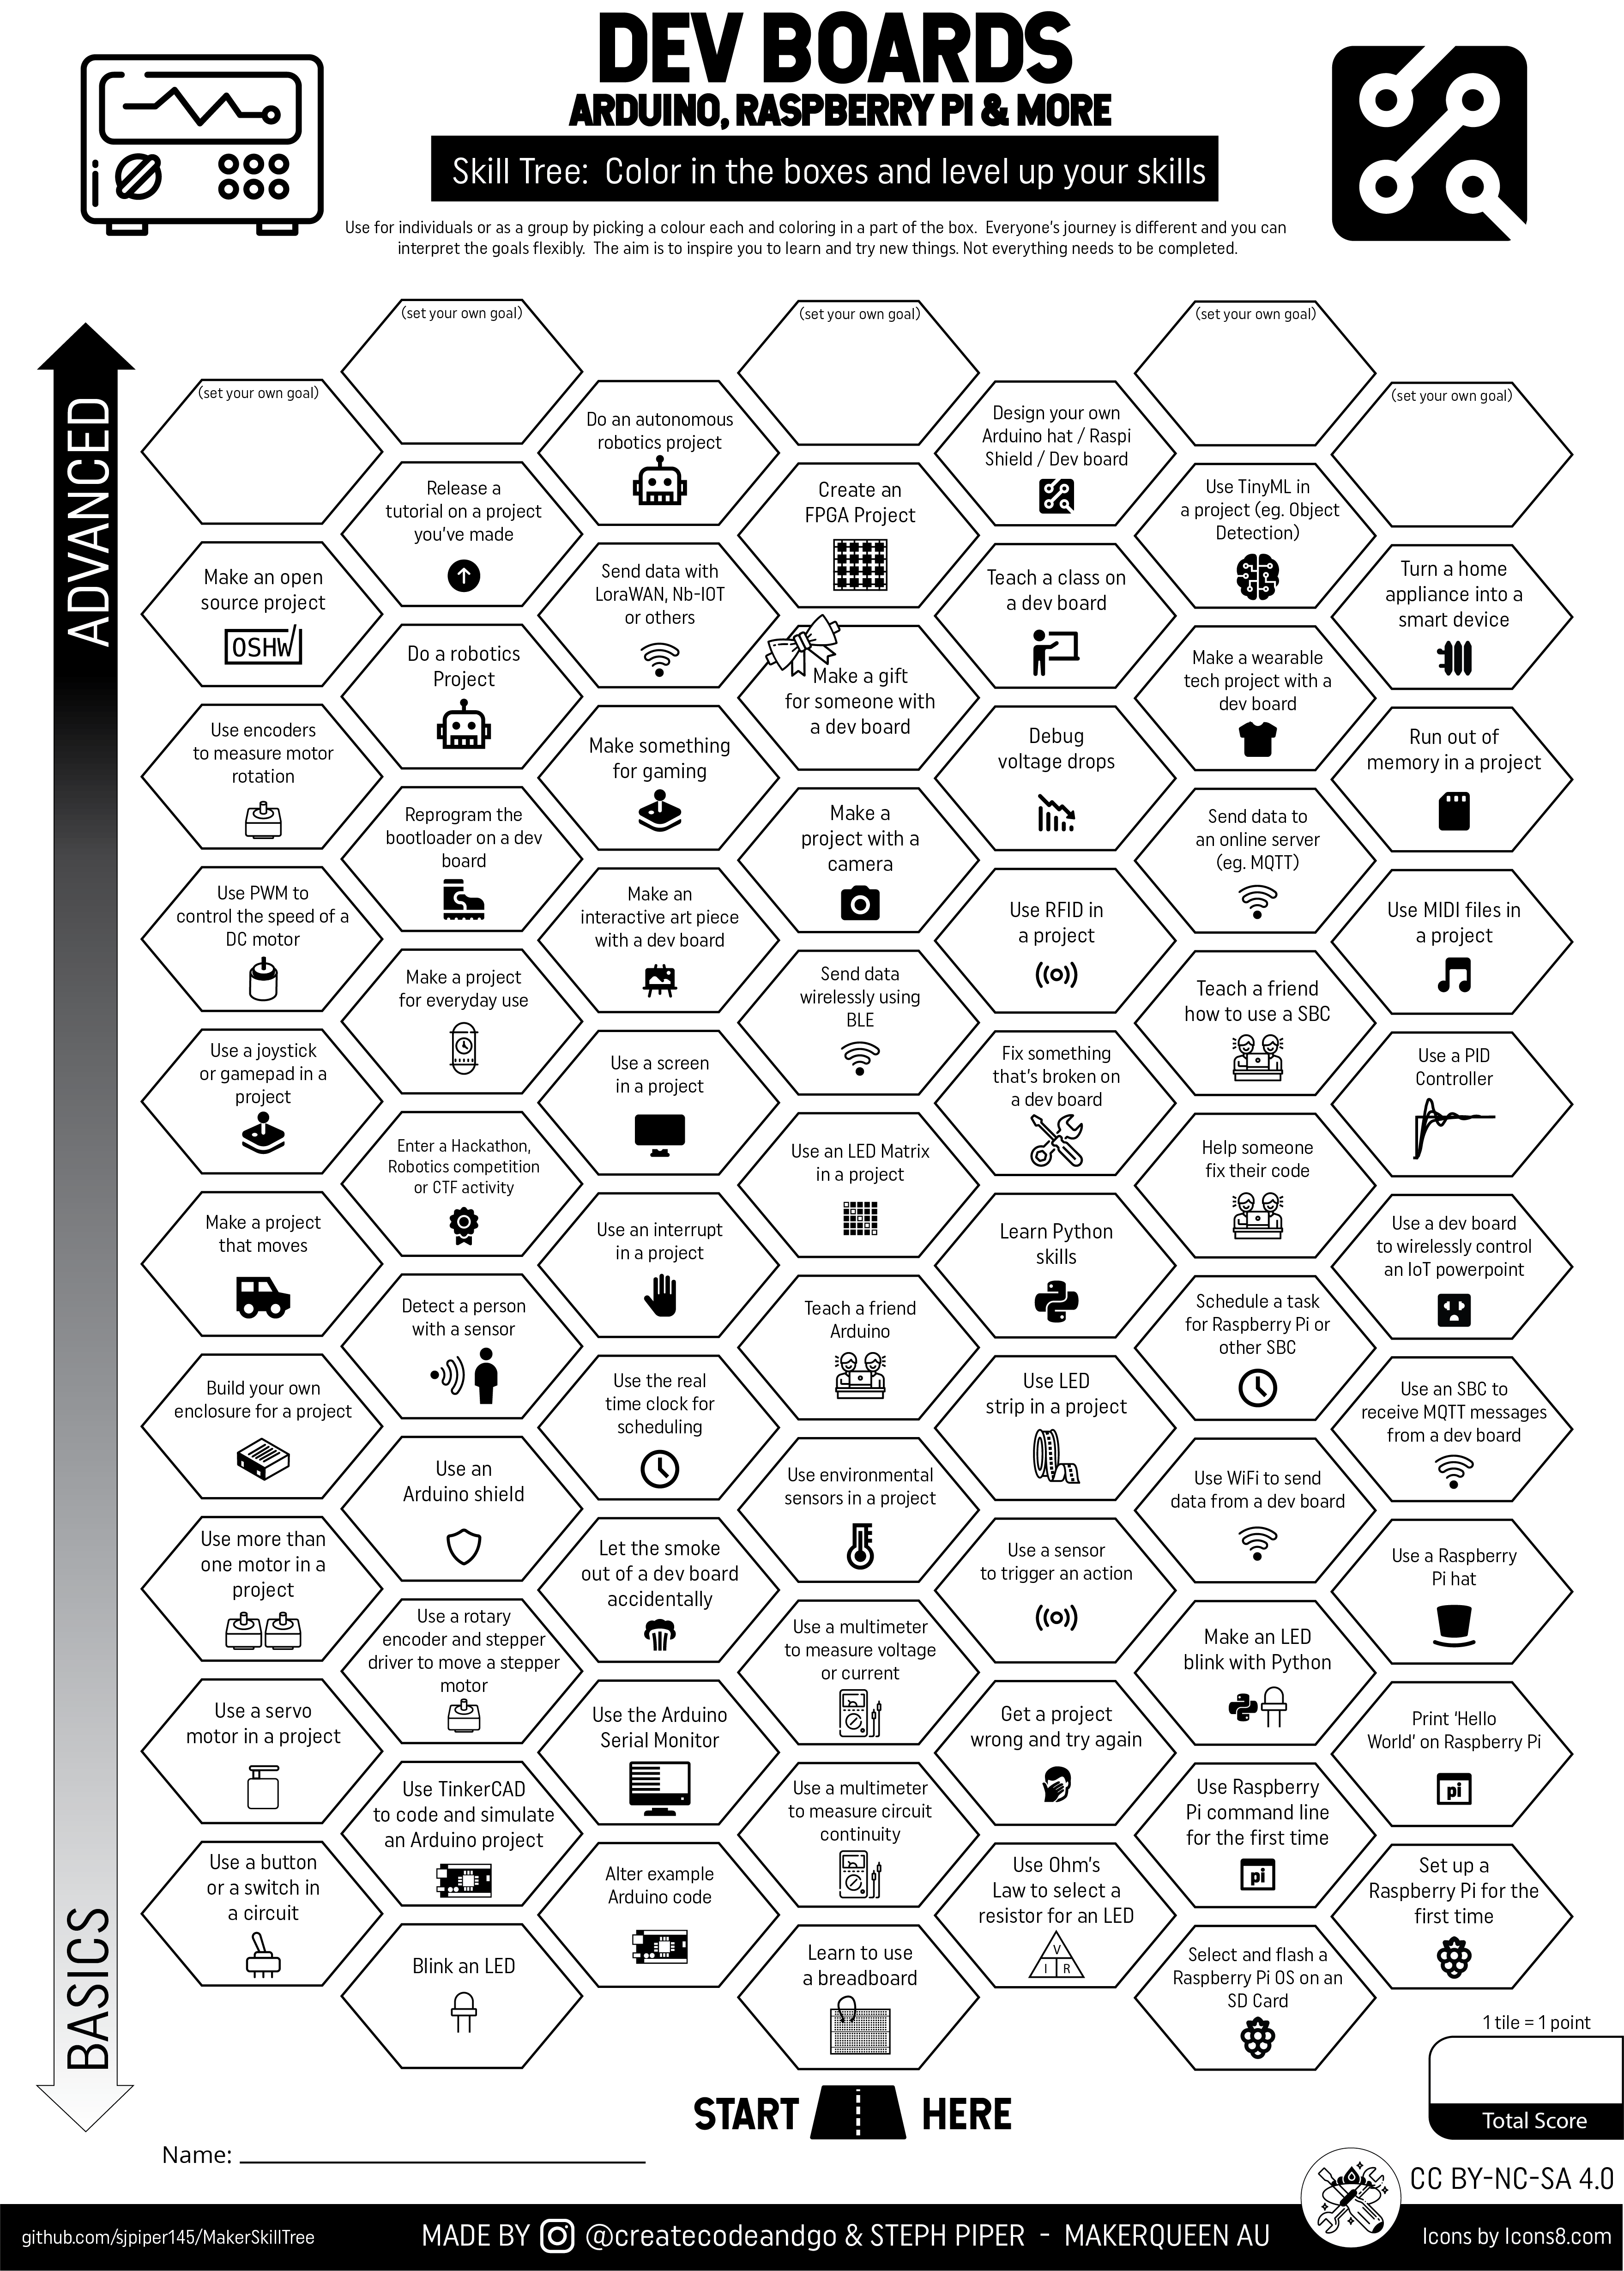 DEV BOARDS
ARDUINO, RASPBERRY PI & MORE
Skill Tree: Color in the boxes and level up your skills
Use for individuals or as a group by picking a colour each and coloring in a part of the box. Everyone's journey is different and you can
interpret the goals flexibly. The aim is to inspire you to learn and try new things. Not everything needs to be completed.
ADVANCED
BASICS
(set your own goal)
Make an open
source project
OSHW
Use encoders
to measure motor
rotation
Use PWM to
control the speed of a
DC motor
Use a joystick
or gamepad in a
project
Make a project
that moves
Build your own
enclosure for a project
Use more than
one motor in a
project
Use a servo
motor in a project
Use a button
or a switch in
a circuit
(set your own goal)
Release a
tutorial on a project
you've made
Do a robotics
Project
Reprogram the
bootloader on a dev
board
Make a project
for everyday use
Enter a Hackathon,
Robotics competition
or CTF activity
Detect a person
with a sensor
Use an
Arduino shield
Use a rotary
encoder and stepper
driver to move a stepper
motor
Use TinkerCAD
to code and simulate
an Arduino project
Blink an LED
Do an autonomous
robotics project
Send data with
LoraWAN, Nb-IOT
or others
Make something
for gaming
Make an
interactive art piece
with a dev board
Use a screen
in a project
Use an interrupt
in a project
Use the real
time clock for
scheduling
Let the smoke
out of a dev board
accidentally
Use the Arduino
Serial Monitor
Alter example
Arduino code
(set your own goal)
Create an
FPGA Project
Make a gift
for someone with
a dev board
Make a
project with a
camera
Send data
wirelessly using
BLE
Use an LED Matrix
in a project
Teach a friend
Arduino
Use environmental
sensors in a project
Use a multimeter
to measure voltage
or current
Use a multimeter
to measure circuit
continuity
Learn to use
a breadboard
Design your own
Arduino hat / Raspi
Shield / Dev board
Teach a class on
a dev board
Debug
voltage drops
Use RFID in
a project
Fix something
that's broken on
a dev board
Learn Python
skills
Use LED
strip in a project
Use a sensor
to trigger an action
Get a project
wrong and try again
Use Ohm's
Law to select a
resistor for an LED
V
I R
(set your own goal)
Use TinyML in
a project (eg. Object
Detection)
Make a wearable
tech project with a
dev board
Send data to
an online server
(eg. MQTT)
Teach a friend
how to use a SBC
Help someone
fix their code
Schedule a task
for Raspberry Pi or
other SBC
Use WiFi to send
data from a dev board
Make an LED
blink with Python
Use Raspberry
Pi command line
for the first time
pi
Select and flash a
Raspberry Pi OS on an
SD Card
(set your own goal)
Turn a home
appliance into a
smart device
Run out of
memory in a project
Use MIDI files in
a project
Use a PID
Controller
Use a dev board
to wirelessly control
an IoT powerpoint
Use an SBC to
receive MQTT messages
from a dev board
Use a Raspberry
Pi hat
Print 'Hello
World' on Raspberry Pi
pi
Set up a
Raspberry Pi for the
first time
1 tile = 1 point
Total Score
START HERE
Name:
CC BY-NC-SA 4.0
github.com/sjpiper145/MakerSkillTree
MADE BY @createcodeandgo & STEPH PIPER - MAKERQUEEN AU
Icons by Icons8.com